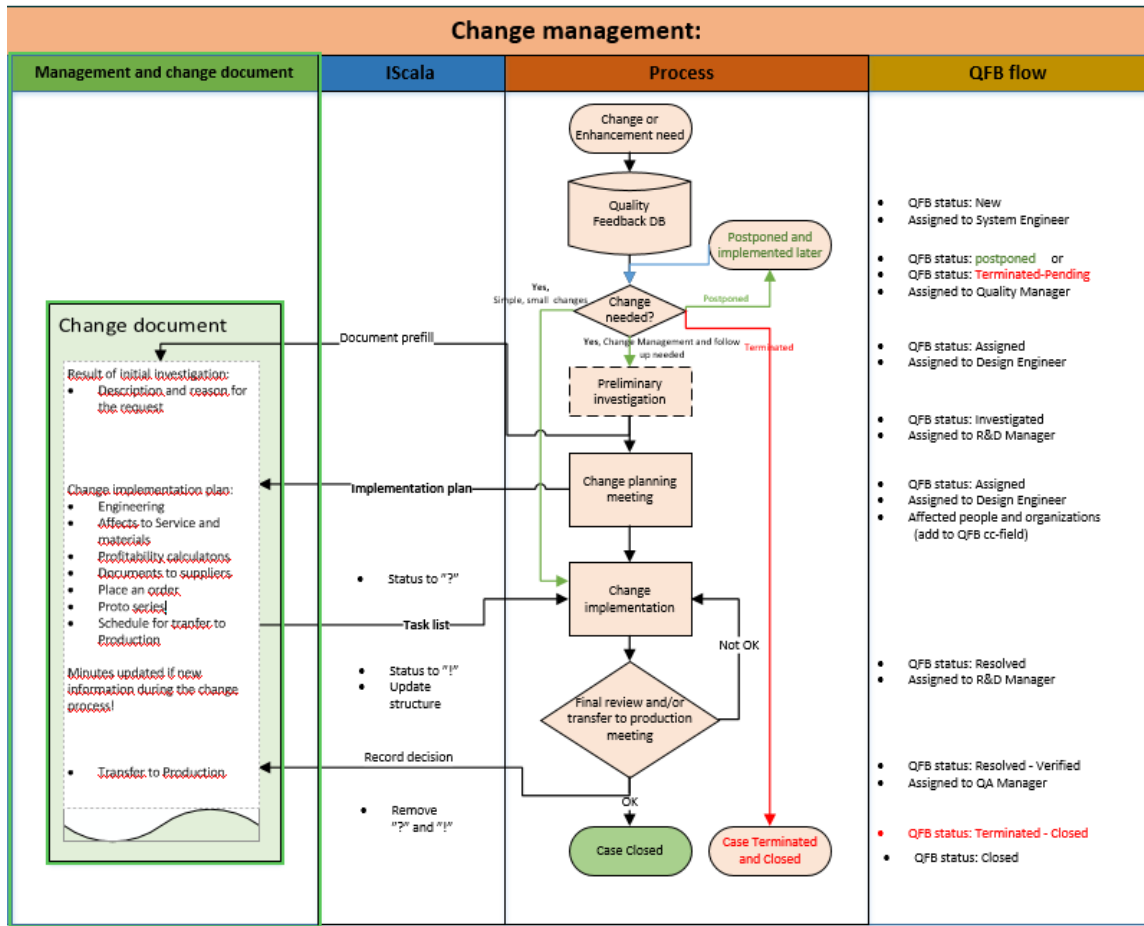 Change management:
Management and change document
IScala
Process
QFB flow
Change or
Enhancement need
Quality
Feedback DB
Postponed and
implemented later
Yes,
Simple, small changes
Change
needed?
Postponed
Yes, Change Management and follow
up needed
Terminated
Preliminary
investigation
Change planning
meeting
Change
implementation
Not OK
Final review and/or
transfer to production
meeting
OK
Case Closed
Case Terminated
and Closed
Change document
Result of initial investigation:
• Description and reason for
the request
Change implementation plan:
• Engineering
• Affects to Service and
materials
• Profitability calculatons
• Documents to suppliers
• Place an order
• Proto series
• Schedule for tranfer to
Production
Minutes updated if new
information during the change
process!
• Transfer to Production
Document prefill
Implementation plan
• Status to "?"
Task list
• Status to "!"
• Update
structure
Record decision
• Remove
"?" and "!"
• QFB status: New
• Assigned to System Engineer
• QFB status: postponed or
• QFB status: Terminated-Pending
• Assigned to Quality Manager
• QFB status: Assigned
• Assigned to Design Engineer
• QFB status: Investigated
• Assigned to R&D Manager
• QFB status: Assigned
• Assigned to Design Engineer
• Affected people and organizations
(add to QFB cc-field)
• QFB status: Resolved
• Assigned to R&D Manager
• QFB status: Resolved - Verified
• Assigned to QA Manager
• QFB status: Terminated - Closed
• QFB status: Closed